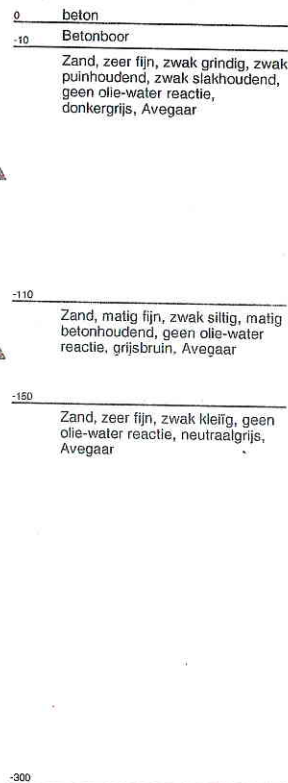 0 beton
-10 Betonboor
Zand, zeer fijn, zwak grindig, zwak
puinhoudend, zwak slakhoudend,
geen olie-water reactie,
donkergrijs, Avegaar
-110
Zand, matig fijn, zwak siltig, matig
betonhoudend, geen olie-water
reactie, grijsbruin, Avegaar
-150
Zand, zeer fijn, zwak kleiïg, geen
olie-water reactie, neutraalgrijs,
Avegaar
-300